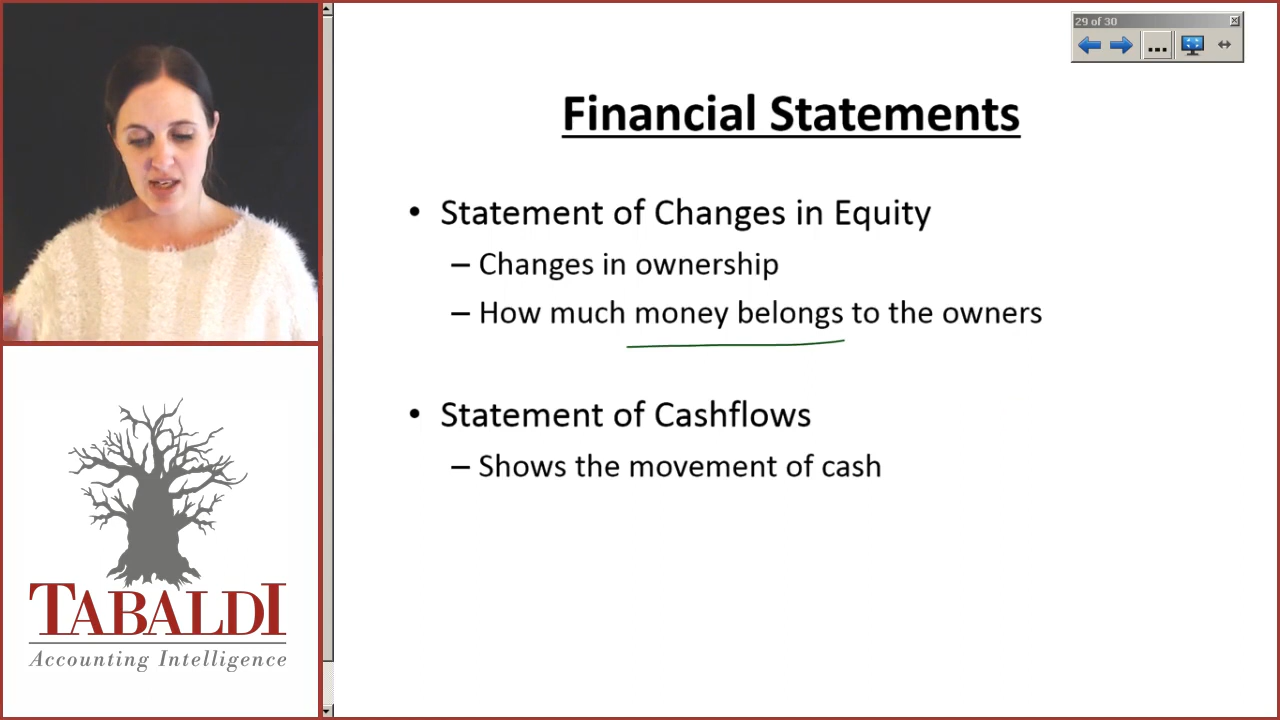 29 of 30
Financial Statements
• Statement of Changes in Equity
– Changes in ownership
– How much money belongs to the owners
• Statement of Cashflows
– Shows the movement of cash
TABALDI
Accounting Intelligence